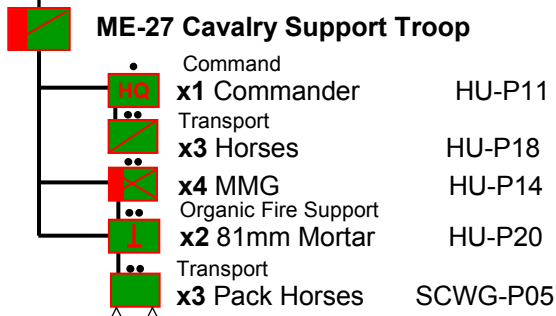 ME-27 Cavalry Support Troop
Command
HQ x1 Commander HU-P11
Transport
x3 Horses HU-P18
x4 MMG HU-P14
Organic Fire Support
x2 81mm Mortar HU-P20
Transport
x3 Pack Horses SCWG-P05